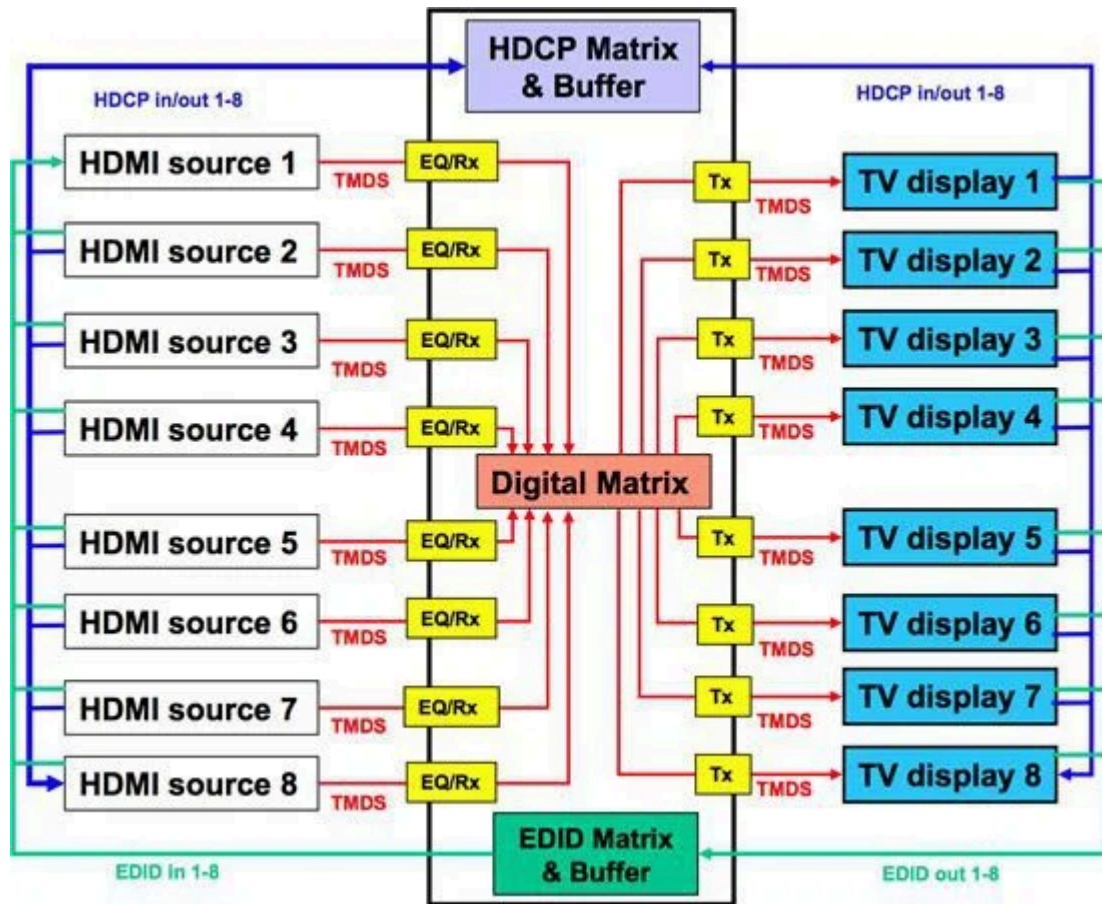 HDCP Matrix
& Buffer
HDCP in/out 1-8
HDCP in/out 1-8
HDMI source 1
TMDS
EQ/Rx
Tx
TMDS
TV display 1
HDMI source 2
TMDS
EQ/Rx
Tx
TMDS
TV display 2
HDMI source 3
TMDS
EQ/Rx
Tx
TMDS
TV display 3
HDMI source 4
TMDS
EQ/Rx
Tx
TMDS
TV display 4
Digital Matrix
HDMI source 5
TMDS
EQ/Rx
Tx
TMDS
TV display 5
HDMI source 6
TMDS
EQ/Rx
Tx
TMDS
TV display 6
HDMI source 7
TMDS
EQ/Rx
Tx
TMDS
TV display 7
HDMI source 8
TMDS
EQ/Rx
Tx
TMDS
TV display 8
EDID Matrix
& Buffer
EDID in 1-8
EDID out 1-8